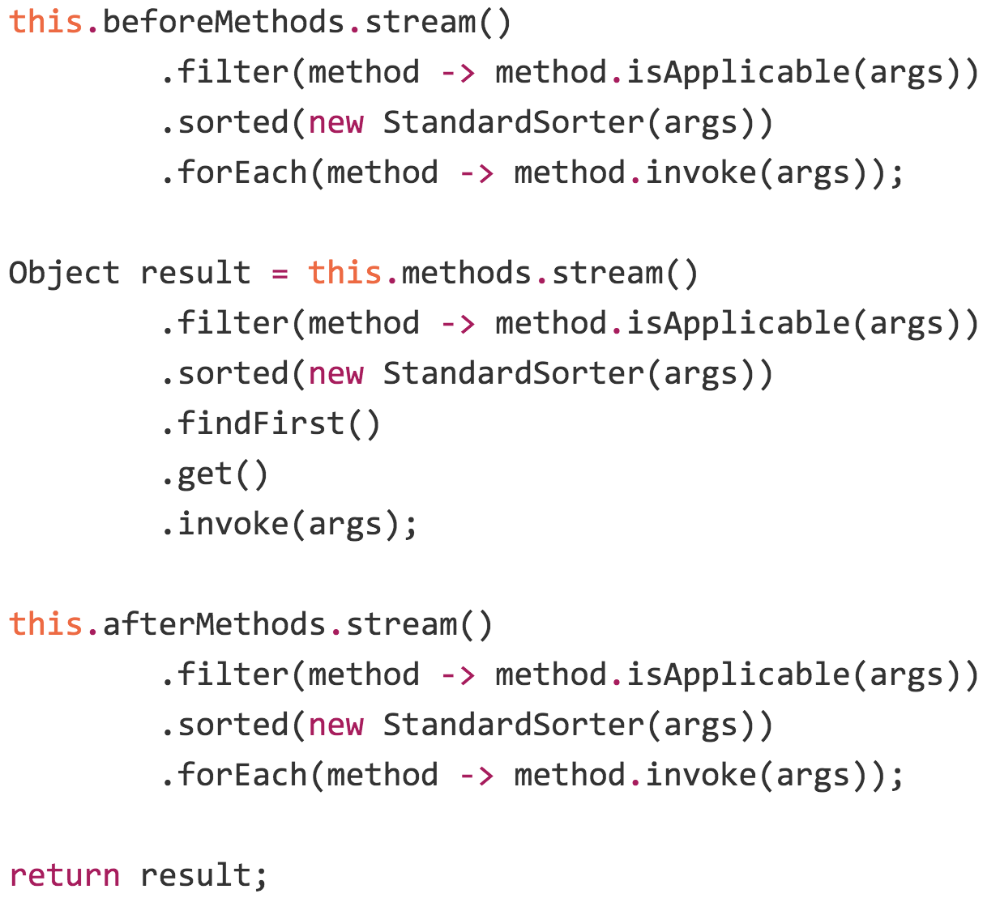 this.beforeMethods.stream()
        .filter(method -> method.isApplicable(args))
        .sorted(new StandardSorter(args))
        .forEach(method -> method.invoke(args));

Object result = this.methods.stream()
        .filter(method -> method.isApplicable(args))
        .sorted(new StandardSorter(args))
        .findFirst()
        .get()
        .invoke(args);

this.afterMethods.stream()
        .filter(method -> method.isApplicable(args))
        .sorted(new StandardSorter(args))
        .forEach(method -> method.invoke(args));

return result;